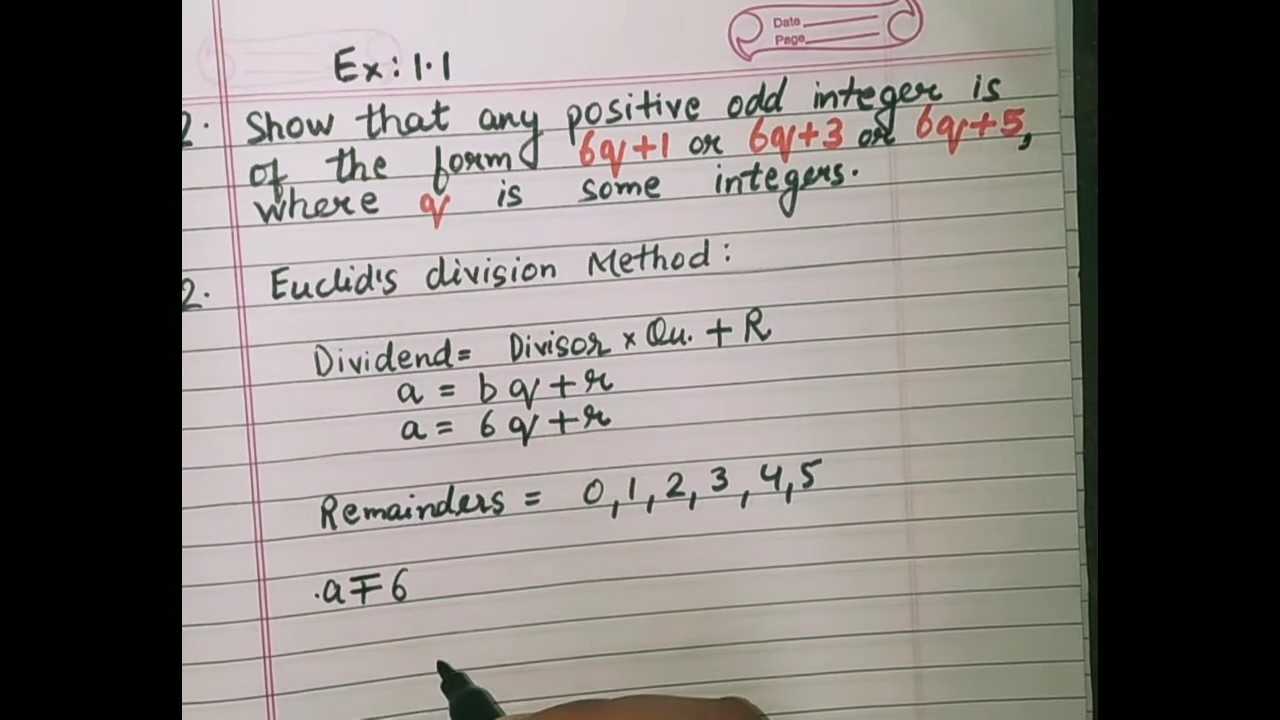 Date
Page
Ex: 1.1
2. Show that any positive odd integer is
of the form 6q+1 or 6q+3 or 6q+5,
where q is some integers.
2. Euclid's division Method:
Dividend = Divisor × Qu. + R
a = bq+r
a = 6q+r
Remainders = 0,1,2,3,4,5
.a∓6